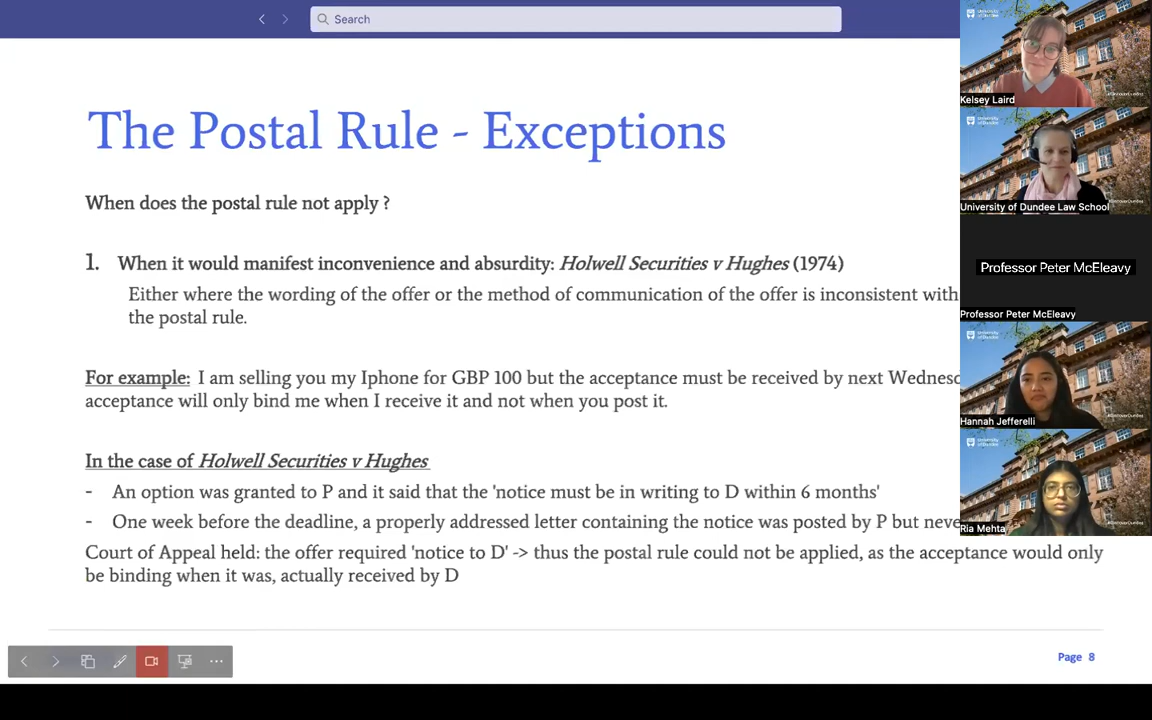 Search
The Postal Rule - Exceptions
When does the postal rule not apply ?
1. When it would manifest inconvenience and absurdity: Holwell Securities v Hughes (1974)
Either where the wording of the offer or the method of communication of the offer is inconsistent with
the postal rule.
For example: I am selling you my Iphone for GBP 100 but the acceptance must be received by next Wednesd
acceptance will only bind me when I receive it and not when you post it.
In the case of Holwell Securities v Hughes
- An option was granted to P and it said that the 'notice must be in writing to D within 6 months'
- One week before the deadline, a properly addressed letter containing the notice was posted by P but neve
Court of Appeal held: the offer required 'notice to D' -> thus the postal rule could not be applied, as the acceptance would only
be binding when it was, actually received by D
Page 8
Kelsey Laird
University of Dundee Law School
Professor Peter McEleavy
Professor Peter McEleavy
Hannah Jefferelli
Ria Mehta